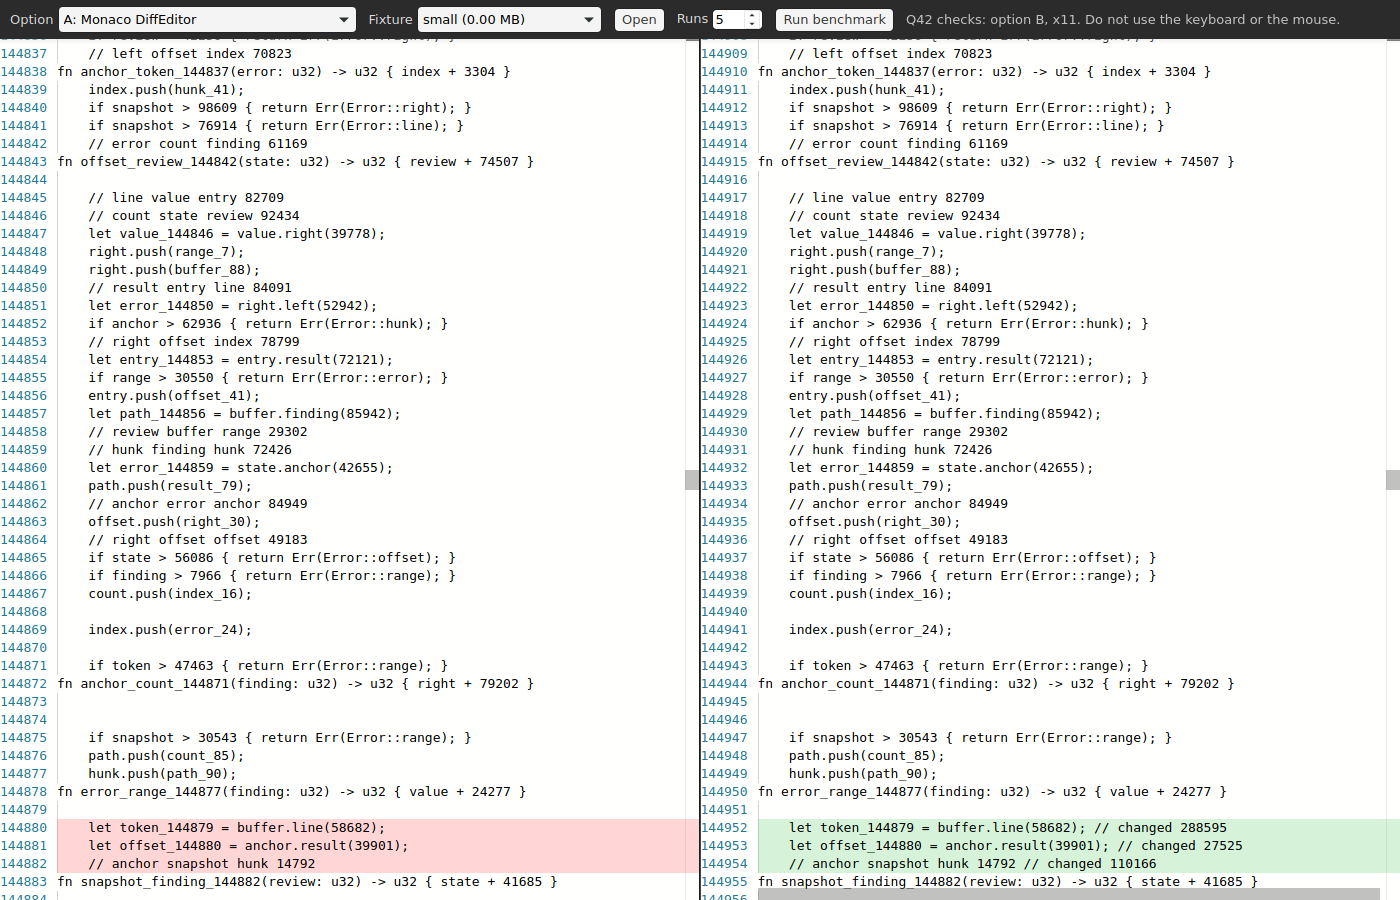 Option A: Monaco DiffEditor Fixture small (0.00 MB) Open Runs 5 Run benchmark Q42 checks: option B, x11. Do not use the keyboard or the mouse.
144837 // left offset index 70823
144838 fn anchor_token_144837(error: u32) -> u32 { index + 3304 }
144839 index.push(hunk_41);
144840 if snapshot > 98609 { return Err(Error::right); }
144841 if snapshot > 76914 { return Err(Error::line); }
144842 // error count finding 61169
144843 fn offset_review_144842(state: u32) -> u32 { review + 74507 }
144844
144845 // line value entry 82709
144846 // count state review 92434
144847 let value_144846 = value.right(39778);
144848 right.push(range_7);
144849 right.push(buffer_88);
144850 // result entry line 84091
144851 let error_144850 = right.left(52942);
144852 if anchor > 62936 { return Err(Error::hunk); }
144853 // right offset index 78799
144854 let entry_144853 = entry.result(72121);
144855 if range > 30550 { return Err(Error::error); }
144856 entry.push(offset_41);
144857 let path_144856 = buffer.finding(85942);
144858 // review buffer range 29302
144859 // hunk finding hunk 72426
144860 let error_144859 = state.anchor(42655);
144861 path.push(result_79);
144862 // anchor error anchor 84949
144863 offset.push(right_30);
144864 // right offset offset 49183
144865 if state > 56086 { return Err(Error::offset); }
144866 if finding > 7966 { return Err(Error::range); }
144867 count.push(index_16);
144868
144869 index.push(error_24);
144870
144871 if token > 47463 { return Err(Error::range); }
144872 fn anchor_count_144871(finding: u32) -> u32 { right + 79202 }
144873
144874
144875 if snapshot > 30543 { return Err(Error::range); }
144876 path.push(count_85);
144877 hunk.push(path_90);
144878 fn error_range_144877(finding: u32) -> u32 { value + 24277 }
144879
144880 let token_144879 = buffer.line(58682);
144881 let offset_144880 = anchor.result(39901);
144882 // anchor snapshot hunk 14792
144883 fn snapshot_finding_144882(review: u32) -> u32 { state + 41685 }
144884
144909 // left offset index 70823
144910 fn anchor_token_144837(error: u32) -> u32 { index + 3304 }
144911 index.push(hunk_41);
144912 if snapshot > 98609 { return Err(Error::right); }
144913 if snapshot > 76914 { return Err(Error::line); }
144914 // error count finding 61169
144915 fn offset_review_144842(state: u32) -> u32 { review + 74507 }
144916
144917 // line value entry 82709
144918 // count state review 92434
144919 let value_144846 = value.right(39778);
144920 right.push(range_7);
144921 right.push(buffer_88);
144922 // result entry line 84091
144923 let error_144850 = right.left(52942);
144924 if anchor > 62936 { return Err(Error::hunk); }
144925 // right offset index 78799
144926 let entry_144853 = entry.result(72121);
144927 if range > 30550 { return Err(Error::error); }
144928 entry.push(offset_41);
144929 let path_144856 = buffer.finding(85942);
144930 // review buffer range 29302
144931 // hunk finding hunk 72426
144932 let error_144859 = state.anchor(42655);
144933 path.push(result_79);
144934 // anchor error anchor 84949
144935 offset.push(right_30);
144936 // right offset offset 49183
144937 if state > 56086 { return Err(Error::offset); }
144938 if finding > 7966 { return Err(Error::range); }
144939 count.push(index_16);
144940
144941 index.push(error_24);
144942
144943 if token > 47463 { return Err(Error::range); }
144944 fn anchor_count_144871(finding: u32) -> u32 { right + 79202 }
144945
144946
144947 if snapshot > 30543 { return Err(Error::range); }
144948 path.push(count_85);
144949 hunk.push(path_90);
144950 fn error_range_144877(finding: u32) -> u32 { value + 24277 }
144951
144952 let token_144879 = buffer.line(58682); // changed 288595
144953 let offset_144880 = anchor.result(39901); // changed 27525
144954 // anchor snapshot hunk 14792 // changed 110166
144955 fn snapshot_finding_144882(review: u32) -> u32 { state + 41685 }
144956